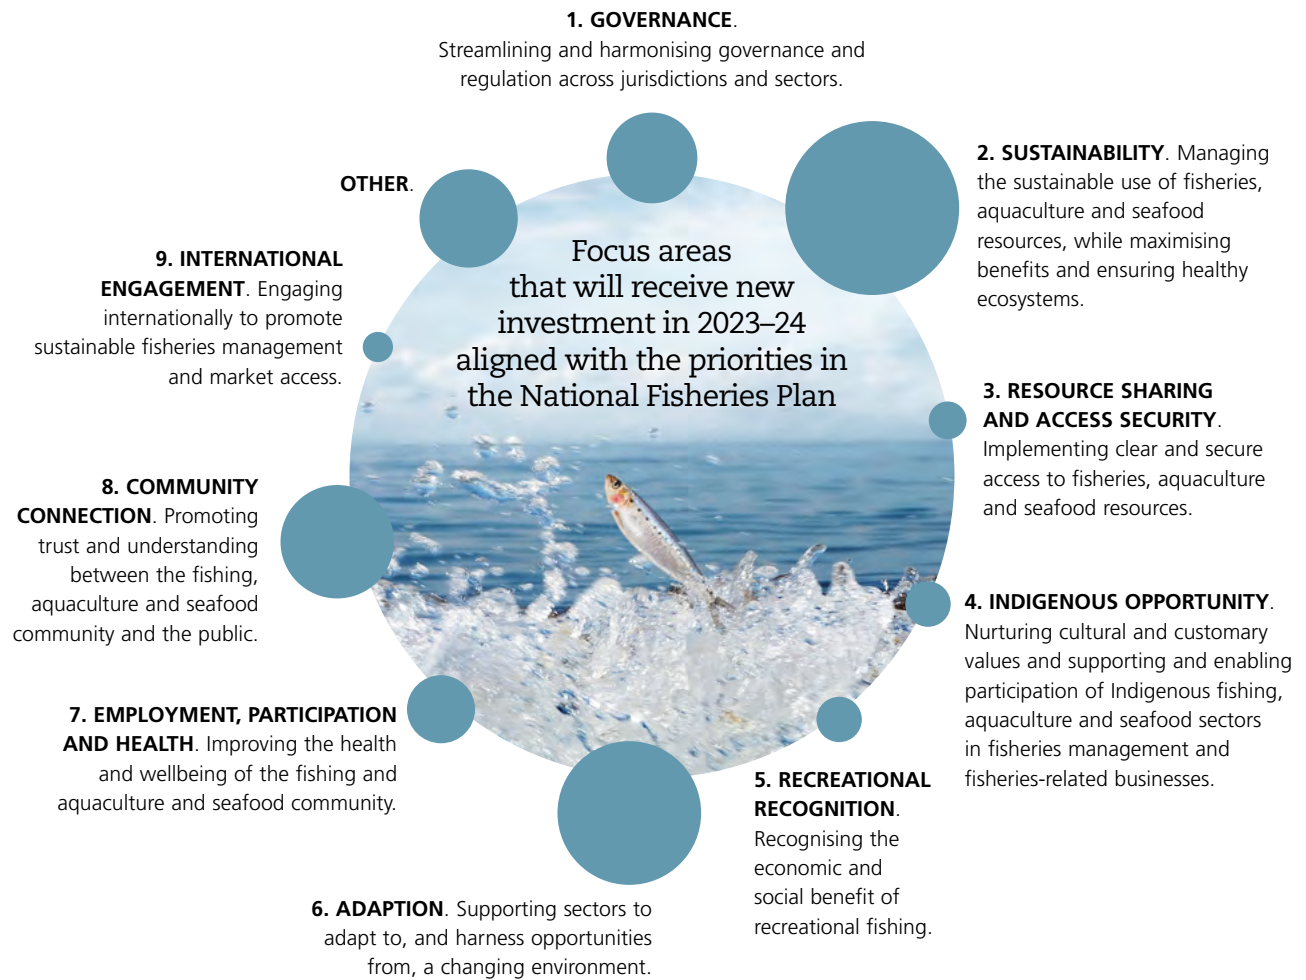 1. GOVERNANCE.
Streamlining and harmonising governance and
regulation across jurisdictions and sectors.
2. SUSTAINABILITY. Managing
the sustainable use of fisheries,
aquaculture and seafood
resources, while maximising
benefits and ensuring healthy
ecosystems.
3. RESOURCE SHARING
AND ACCESS SECURITY.
Implementing clear and secure
access to fisheries, aquaculture
and seafood resources.
4. INDIGENOUS OPPORTUNITY.
Nurturing cultural and customary
values and supporting and enabling
participation of Indigenous fishing,
aquaculture and seafood sectors
in fisheries management and
fisheries-related businesses.
5. RECREATIONAL
RECOGNITION.
Recognising the
economic and
social benefit of
recreational fishing.
6. ADAPTION. Supporting sectors to
adapt to, and harness opportunities
from, a changing environment.
7. EMPLOYMENT, PARTICIPATION
AND HEALTH. Improving the health
and wellbeing of the fishing and
aquaculture and seafood community.
8. COMMUNITY
CONNECTION. Promoting
trust and understanding
between the fishing,
aquaculture and seafood
community and the public.
9. INTERNATIONAL
ENGAGEMENT. Engaging
internationally to promote
sustainable fisheries management
and market access.
OTHER.
Focus areas
that will receive new
investment in 2023–24
aligned with the priorities in
the National Fisheries Plan